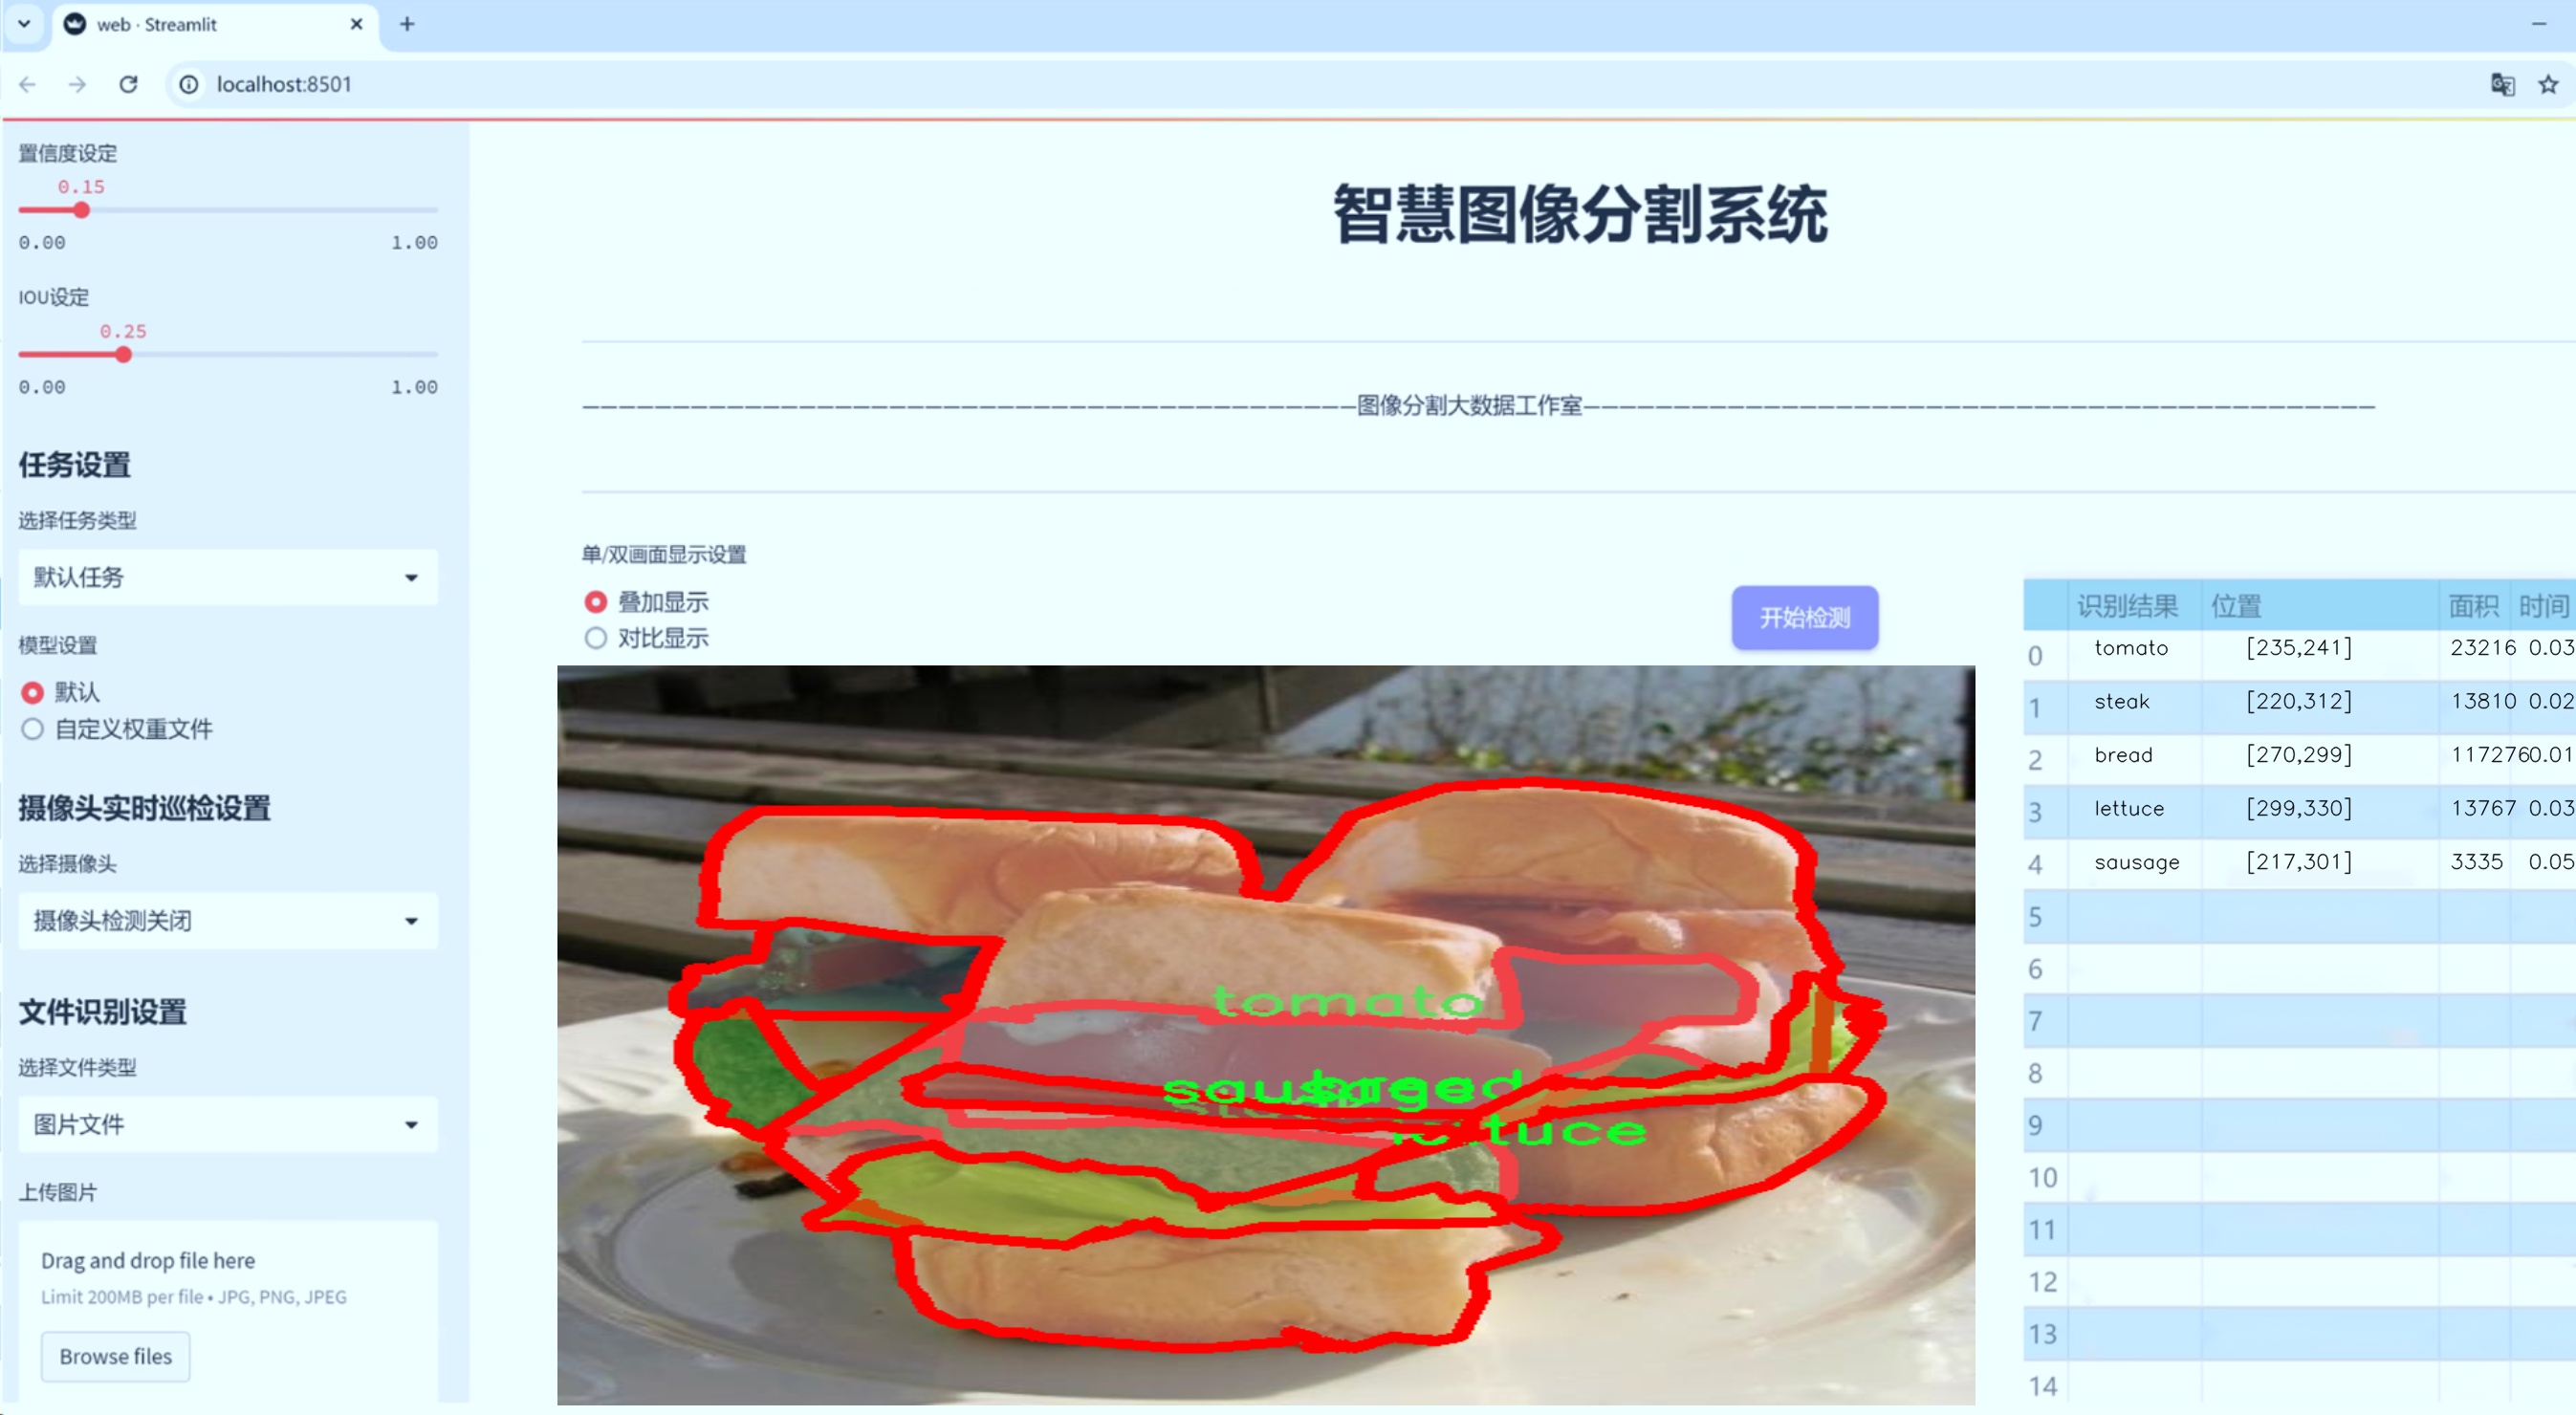 web · Streamlit
localhost:8501
置信度设定
0.15
0.00 1.00
IOU设定
0.25
0.00 1.00
任务设置
选择任务类型
默认任务
模型设置
默认
自定义权重文件
摄像头实时巡检设置
选择摄像头
摄像头检测关闭
文件识别设置
选择文件类型
图片文件
上传图片
Drag and drop file here
Limit 200MB per file • JPG, PNG, JPEG
Browse files
智慧图像分割系统
图像分割大数据工作室
单/双画面显示设置
叠加显示
对比显示
开始检测
tomato
sausage
bread
lettuce
识别结果 位置 面积 时间
0 tomato [235,241] 23216 0.03
1 steak [220,312] 13810 0.02
2 bread [270,299] 117276 0.01
3 lettuce [299,330] 13767 0.03
4 sausage [217,301] 3335 0.05
5
6
7
8
9
10
11
12
13
14